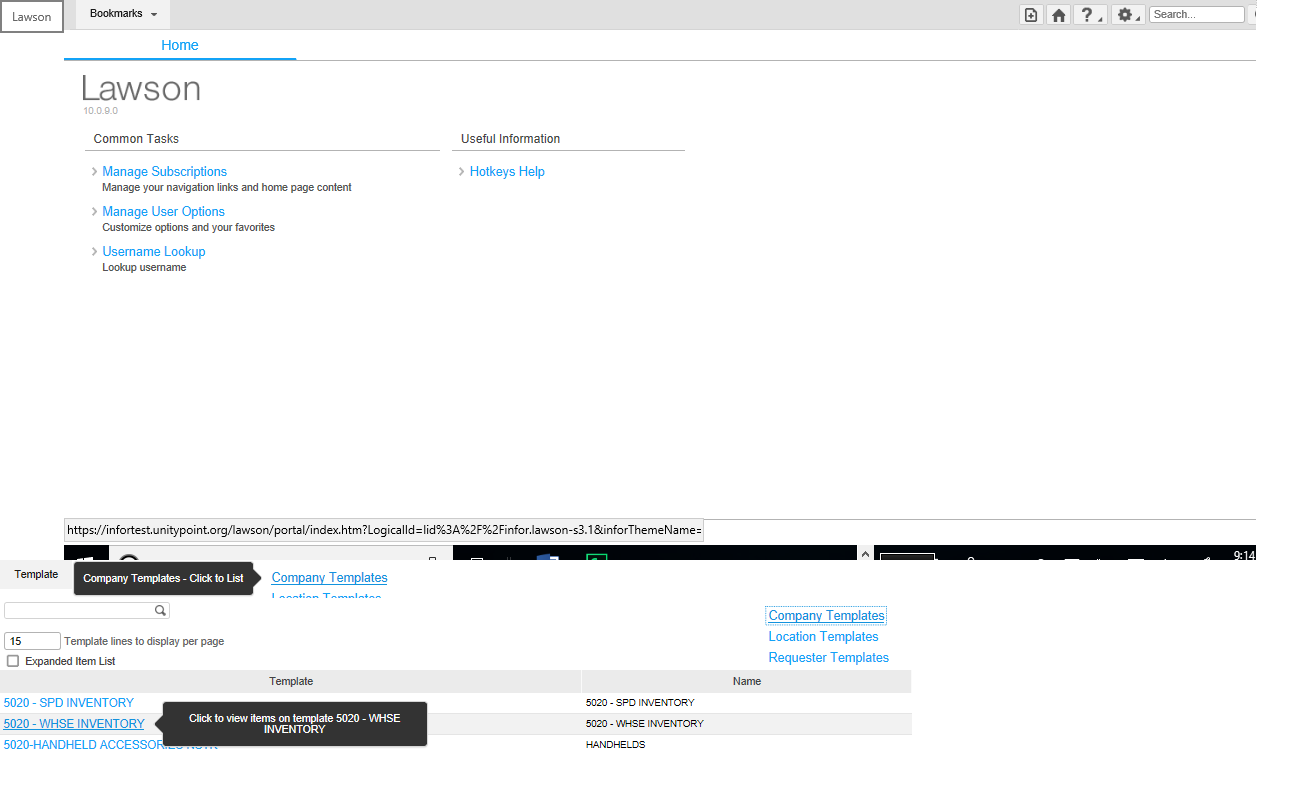 Lawson
Bookmarks
Search...
Home
Lawson
10.0.9.0
Common Tasks
Useful Information
Manage Subscriptions
Manage your navigation links and home page content
Hotkeys Help
Manage User Options
Customize options and your favorites
Username Lookup
Lookup username
https://infortest.unitypoint.org/lawson/portal/index.htm?LogicalId=lid%3A%2F%2Finfor.lawson-s3.1&inforThemeName=
9:14
Template
Company Templates - Click to List
Company Templates
Location Templates
Company Templates
Location Templates
Requester Templates
15 Template lines to display per page
Expanded Item List
Template Name
5020 - SPD INVENTORY 5020 - SPD INVENTORY
5020 - WHSE INVENTORY 5020 - WHSE INVENTORY
Click to view items on template 5020 - WHSE
INVENTORY
5020-HANDHELD ACCESSORIES HANDHELDS